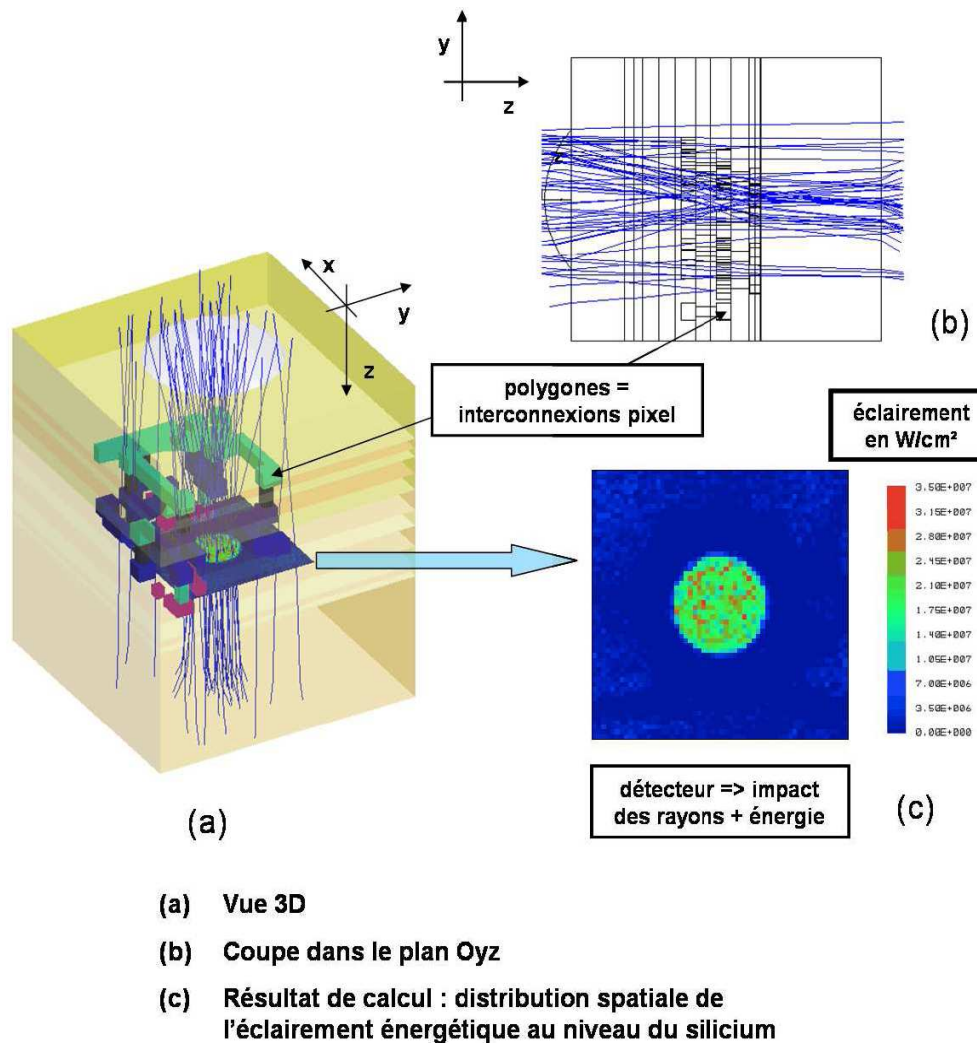 y
z
(b)
x
y
z
polygones =
interconnexions pixel
éclairement
en W/cm²
3.50E+007
3.15E+007
2.80E+007
2.45E+007
2.10E+007
1.75E+007
1.40E+007
1.05E+007
7.00E+006
3.50E+006
0.00E+000
détecteur => impact
des rayons + énergie
(a)
(c)
(a) Vue 3D
(b) Coupe dans le plan Oyz
(c) Résultat de calcul : distribution spatiale de
l'éclairement énergétique au niveau du silicium